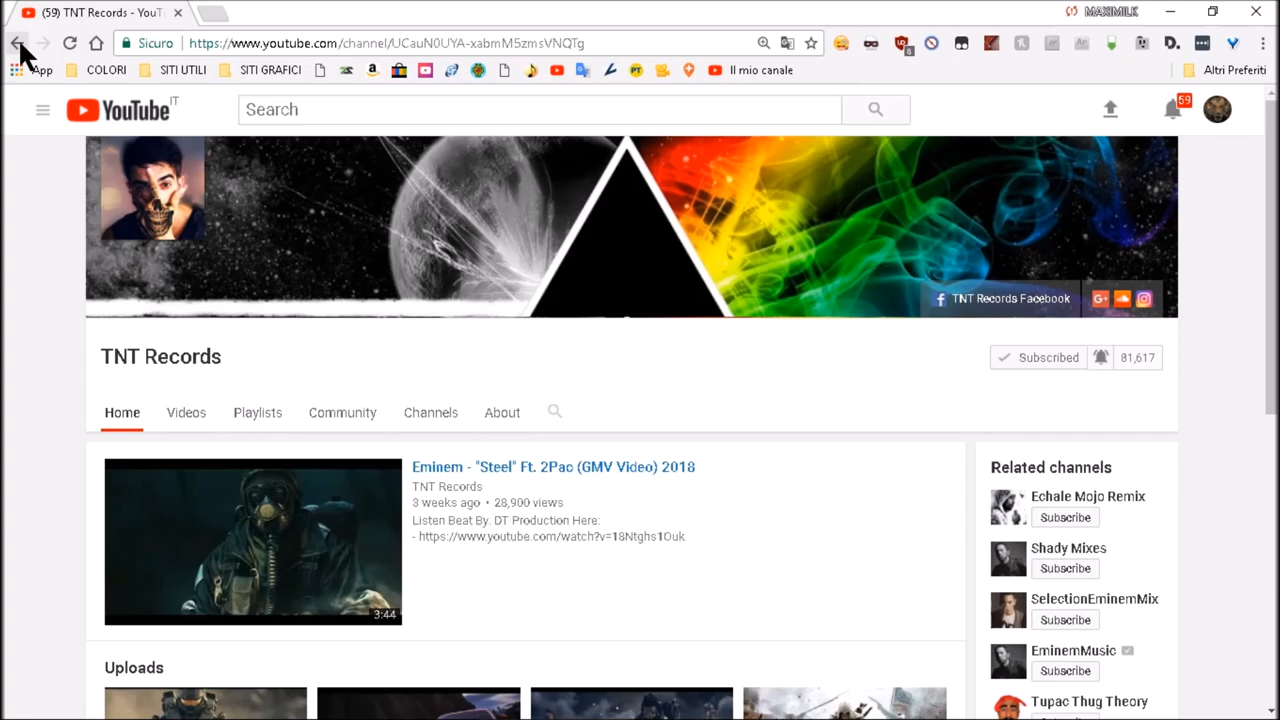 (59) TNT Records - YouT
MAXIMILK
Sicuro
https://www.youtube.com/channel/UCauN0UYA-xabmM5zmsVNQTg
App
COLORI
SITI UTILI
SITI GRAFICI
Il mio canale
Altri Preferiti
YouTube IT
Search
59
TNT Records Facebook
TNT Records
Subscribed
81,617
Home
Videos
Playlists
Community
Channels
About
Eminem - "Steel" Ft. 2Pac (GMV Video) 2018
TNT Records
3 weeks ago • 28,900 views
Listen Beat By. DT Production Here:
- https://www.youtube.com/watch?v=18Ntghs1Ouk
3:44
Uploads
Related channels
Echale Mojo Remix
Subscribe
Shady Mixes
Subscribe
SelectionEminemMix
Subscribe
EminemMusic
Subscribe
Tupac Thug Theory